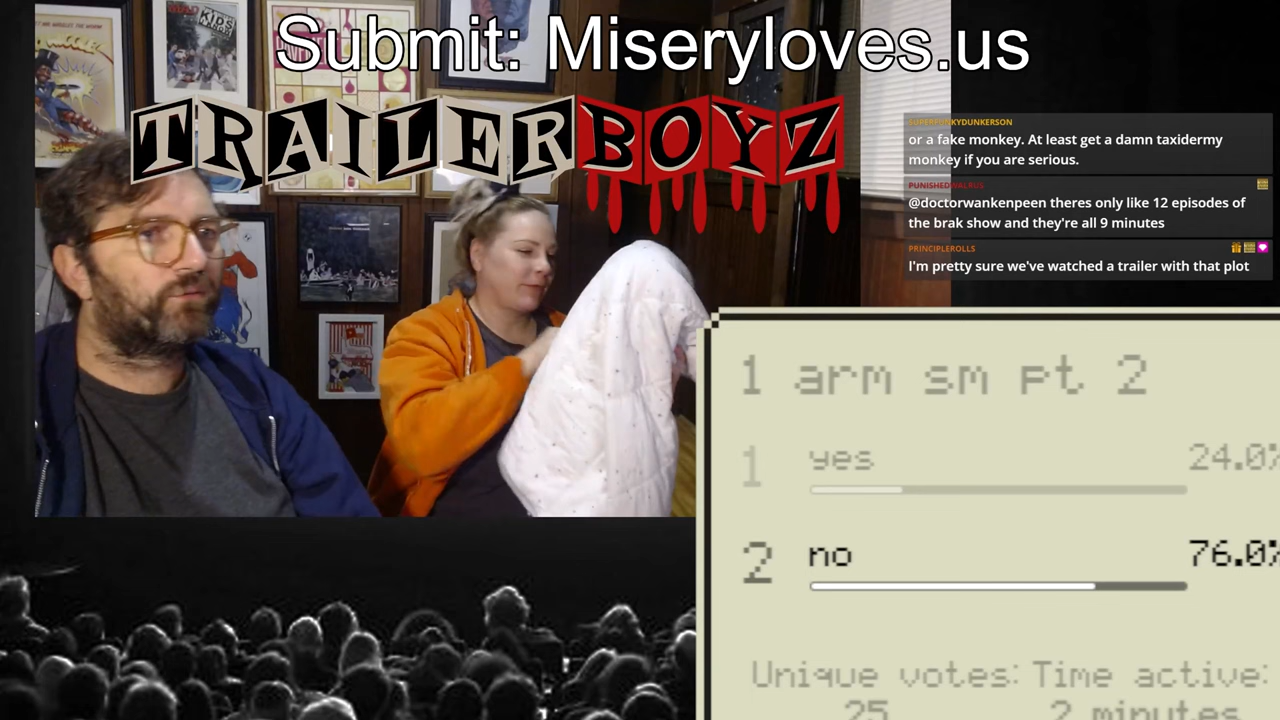 Submit: Miseryloves.us
TRAILERBOYZ
SUPERFUNKYDUNKERSON
or a fake monkey. At least get a damn taxidermy
monkey if you are serious.
PUNISHEDWALRUS
@doctorwankenpeen theres only like 12 episodes of
the brak show and they're all 9 minutes
PRINCIPLEROLLS
I'm pretty sure we've watched a trailer with that plot
1 arm sm pt 2
1 yes 24.0%
2 no 76.0%
Unique votes: Time active:
25 2 minutes